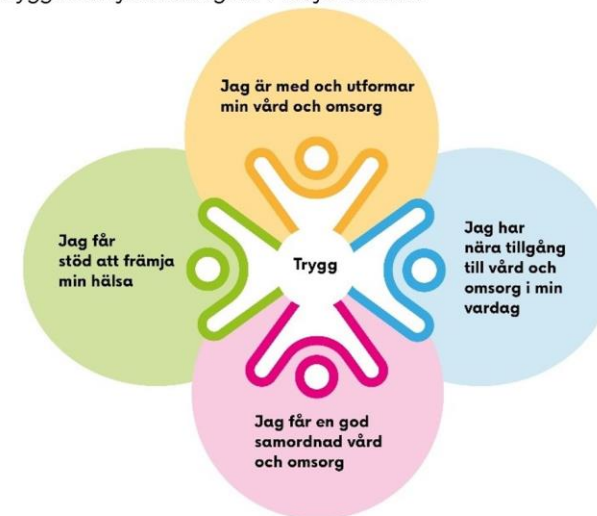 Jag är med och utformar
min vård och omsorg
Jag får
stöd att främja
min hälsa
Trygg
Jag har
nära tillgång
till vård och
omsorg i min
vardag
Jag får en god
samordnad vård
och omsorg